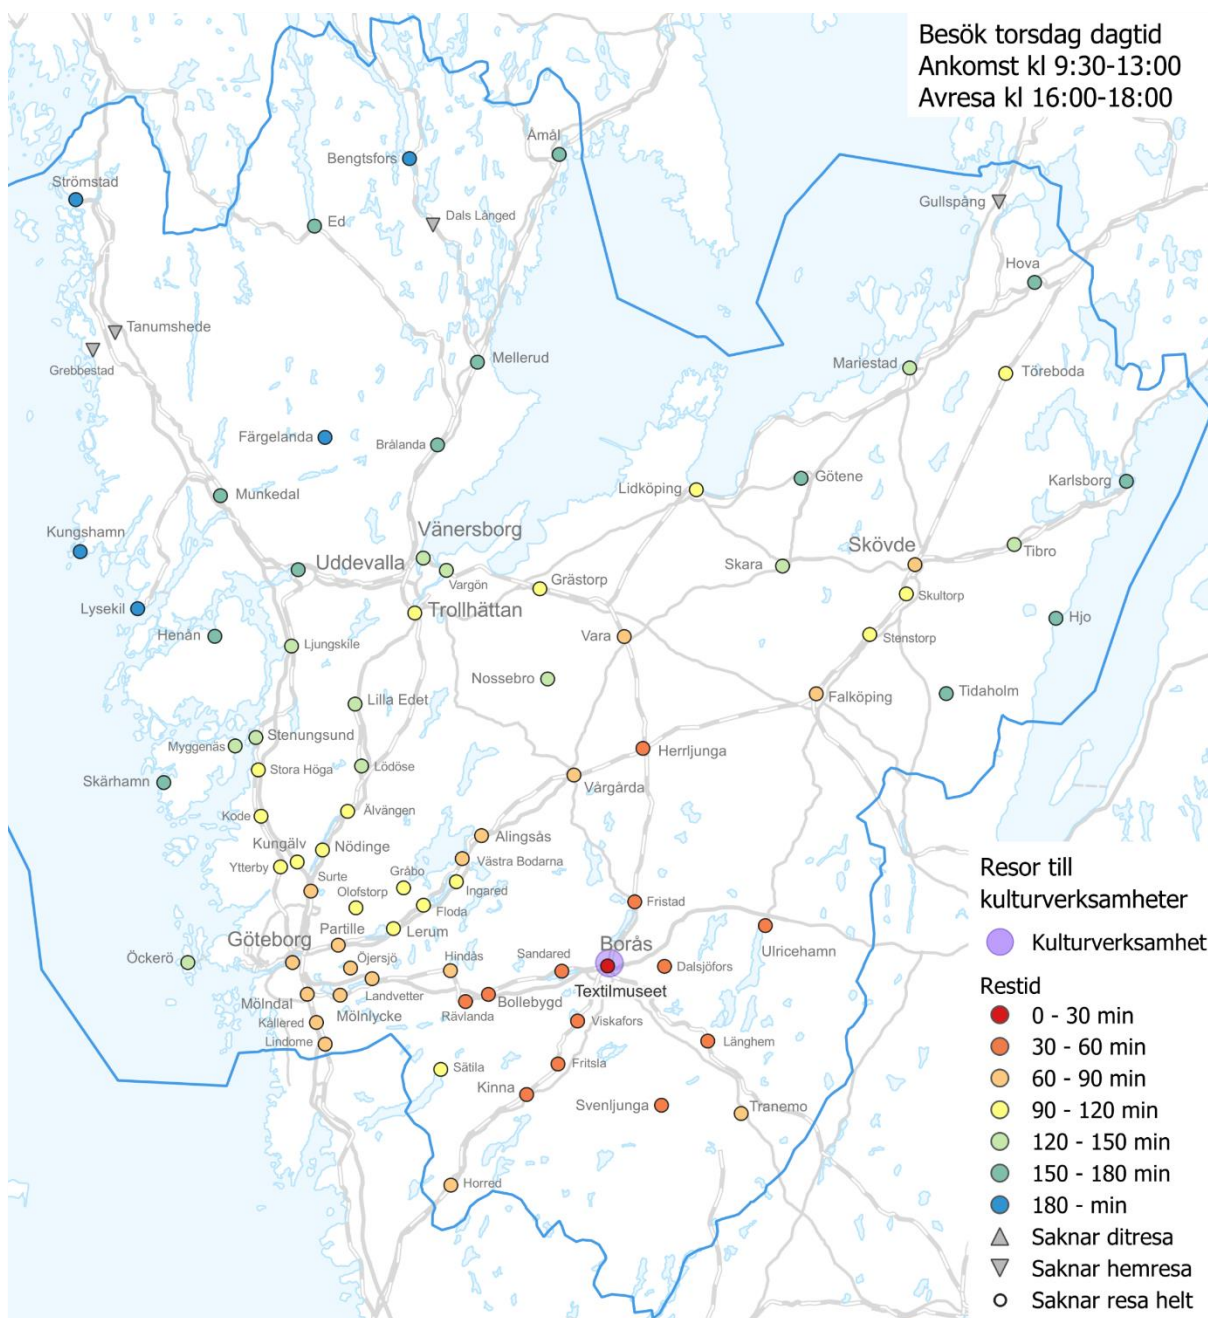 Besök torsdag dagtid
Ankomst kl 9:30-13:00
Avresa kl 16:00-18:00
Åmål
Bengtsfors
Strömstad
Gullspång
Dals Långed
Ed
Hova
Tanumshede
Grebbestad
Mellerud
Mariestad
Töreboda
Färgelanda
Brålanda
Lidköping
Götene
Karlsborg
Munkedal
Kungshamn
Vänersborg
Skövde
Tibro
Uddevalla
Skara
Vargön
Grästorp
Skultorp
Lysekil
Trollhättan
Hjo
Henån
Ljungskile
Vara
Stenstorp
Nossebro
Lilla Edet
Falköping
Tidaholm
Stenungsund
Myggenäs
Herrljunga
Stora Höga
Lödöse
Skärhamn
Vårgårda
Kode
Älvängen
Alingsås
Kungälv
Nödinge
Västra Bodarna
Ytterby
Gråbo
Surte
Olofstorp
Ingared
Fristad
Floda
Partille
Lerum
Göteborg
Borås
Ulricehamn
Öckerö
Öjersjö
Hindås
Sandared
Dalsjöfors
Textilmuseet
Mölndal
Landvetter
Bollebygd
Mölnlycke
Rävlanda
Kållered
Viskafors
Lindome
Länghem
Sätila
Fritsla
Kinna
Svenljunga
Tranemo
Horred
Resor till
kulturverksamheter
Kulturverksamhet
Restid
0 - 30 min
30 - 60 min
60 - 90 min
90 - 120 min
120 - 150 min
150 - 180 min
180 - min
Saknar ditresa
Saknar hemresa
Saknar resa helt